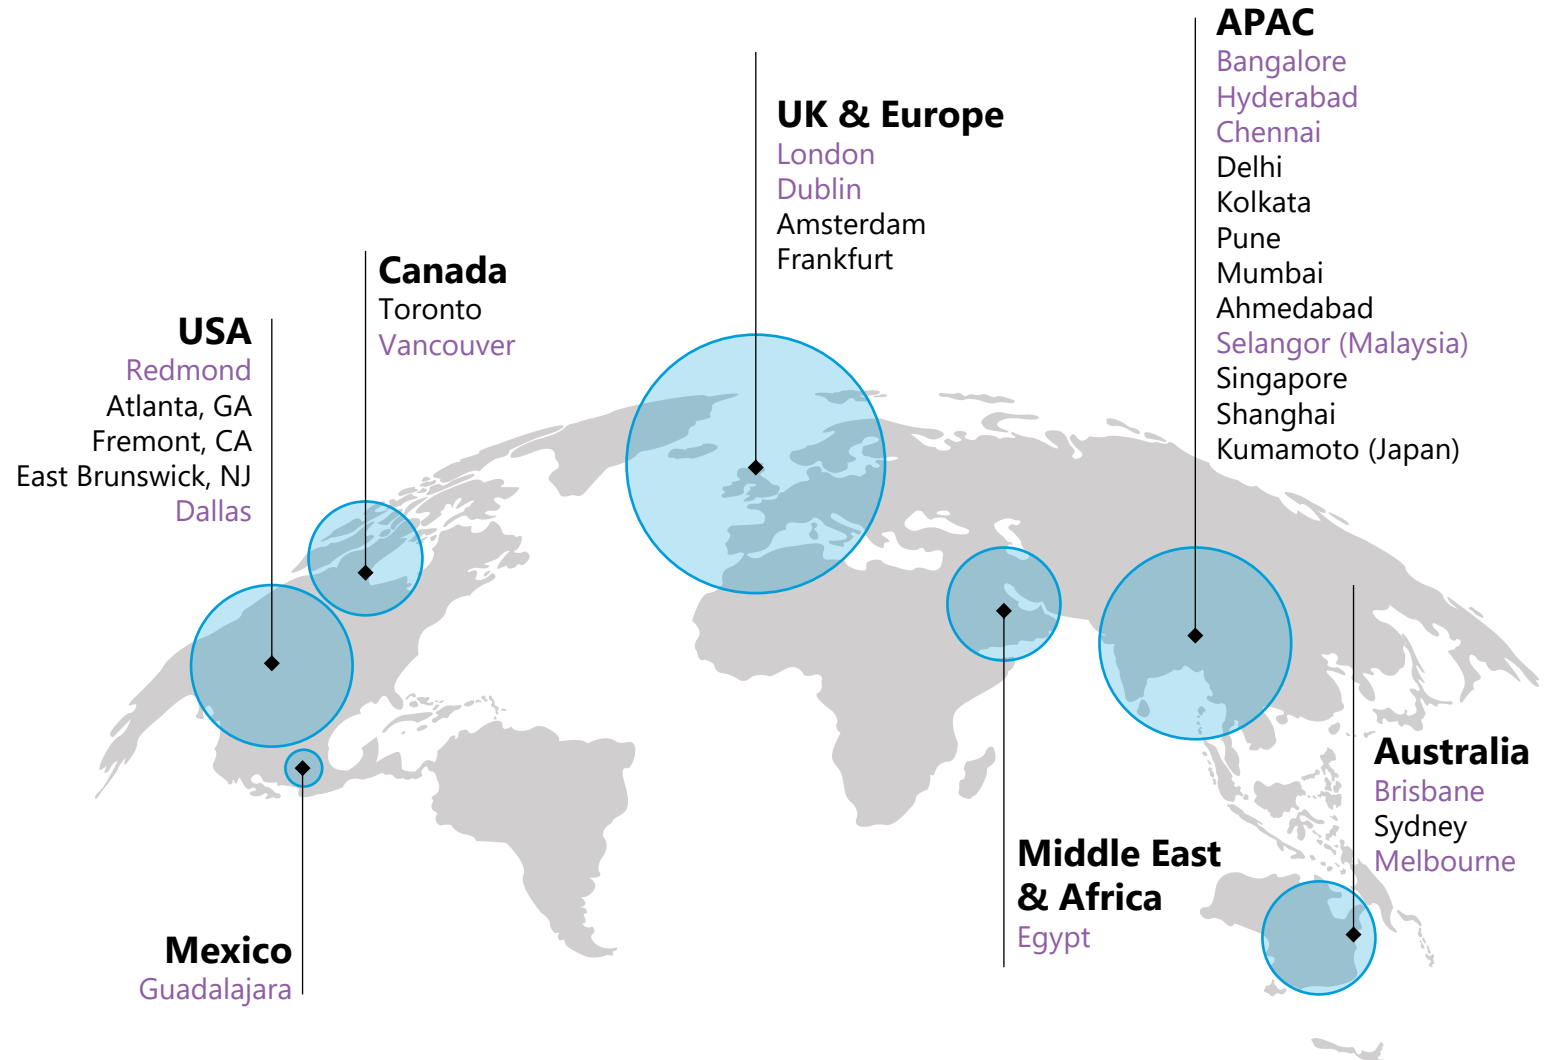 USA
Redmond
Atlanta, GA
Fremont, CA
East Brunswick, NJ
Dallas
Canada
Toronto
Vancouver
UK & Europe
London
Dublin
Amsterdam
Frankfurt
APAC
Bangalore
Hyderabad
Chennai
Delhi
Kolkata
Pune
Mumbai
Ahmedabad
Selangor (Malaysia)
Singapore
Shanghai
Kumamoto (Japan)
Mexico
Guadalajara
Middle East
& Africa
Egypt
Australia
Brisbane
Sydney
Melbourne